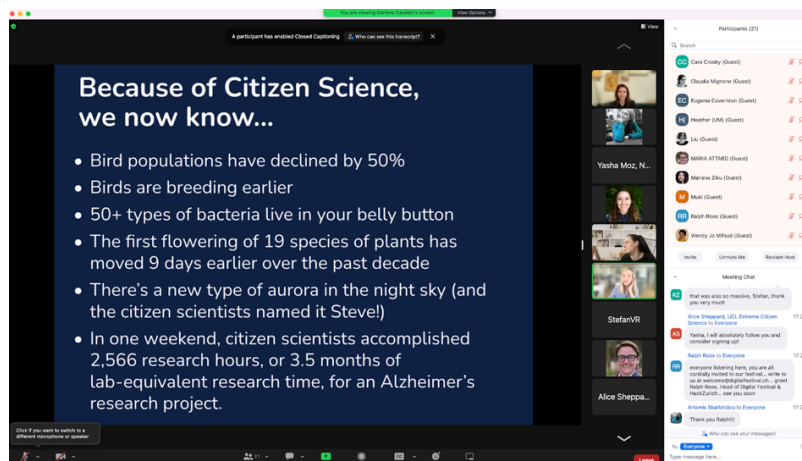 You are viewing Darlene Cavalier's screen
View Options
View
A participant has enabled Closed Captioning
Who can see this transcript?
Because of Citizen Science,
we now know...
Bird populations have declined by 50%
Birds are breeding earlier
50+ types of bacteria live in your belly button
The first flowering of 19 species of plants has
moved 9 days earlier over the past decade
There's a new type of aurora in the night sky (and
the citizen scientists named it Steve!)
In one weekend, citizen scientists accomplished
2,566 research hours, or 3.5 months of
lab-equivalent research time, for an Alzheimer's
research project.
Click if you want to switch to a
different microphone or speaker
21
CC
Leave
Yasha Moz, N...
StefanVR
Alice Sheppa...
Participants (21)
Search
CC Cara Crosby (Guest)
Claudia Mignone (Guest)
EC Eugenia Covernton (Guest)
H( Heather (UM) (Guest)
Liu (Guest)
MARIA ATTARD (Guest)
Mariana Ziku (Guest)
M Muki (Guest)
RR Ralph Roos (Guest)
Wendy Jo Mifsud (Guest)
Invite
Unmute Me
Reclaim Host
Meeting Chat
KZ
that was also so massive, Stefan, thank
you very much
Alice Sheppard, UCL Extreme Citizen
Science to Everyone
AS
Yasha, I will absolutely follow you and
consider signing up!
Ralph Roos to Everyone
RR
everyone listening here, you are all
cordially invited to our festival... write to
us at welcome@digitalfestival.ch... greet
Ralph Roos, Head of Digital Festival &
HackZurich... see you soon
Artemis Skarlatidou to Everyone
Thank you Ralph!!!
Who can see your messages?
To: Everyone
Type message here...